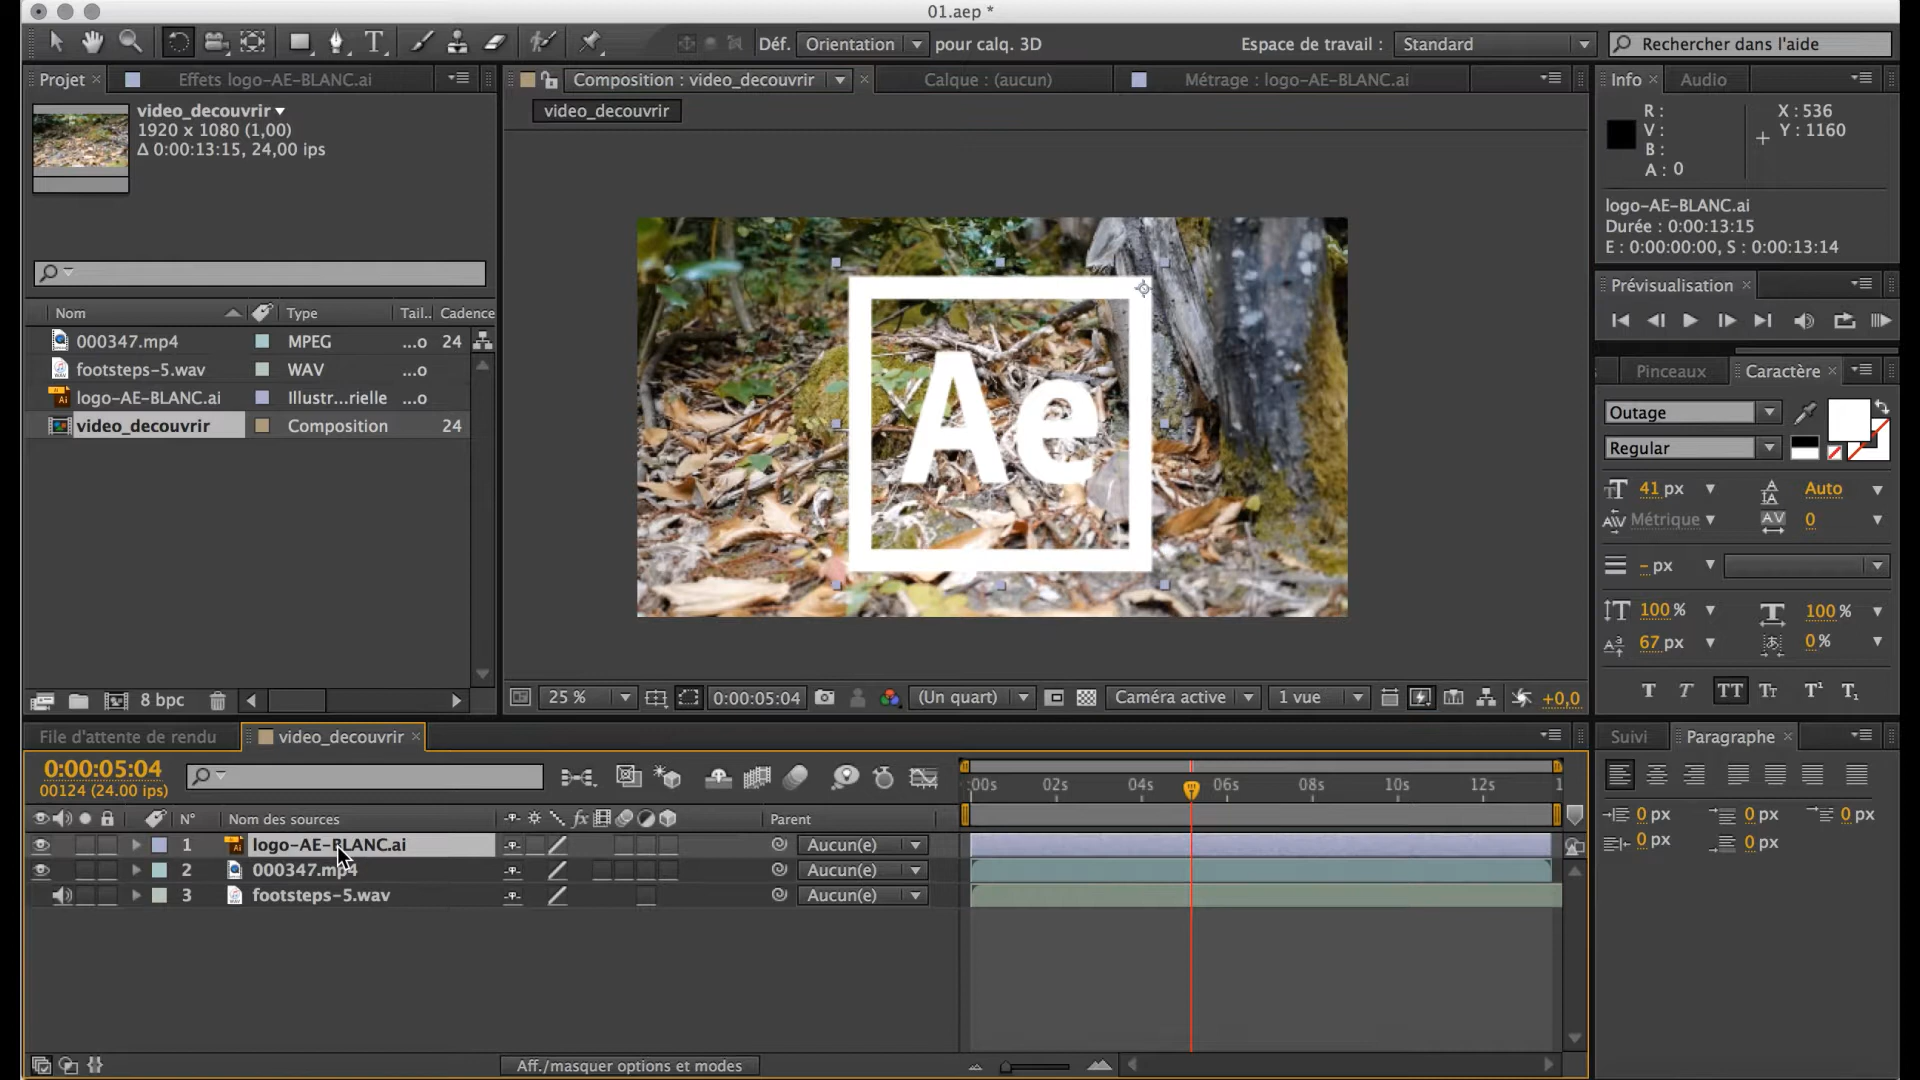 01.aep *
Déf. Orientation pour calq. 3D Espace de travail : Standard Rechercher dans l'aide
Projet Effets logo-AE-BLANC.ai Composition : video_decouvrir Calque : (aucun) Métrage : logo-AE-BLANC.ai Info Audio
video_decouvrir
1920 x 1080 (1,00)
Δ 0:00:13:15, 24,00 ips
video_decouvrir
R :
V :
B :
A : 0
X : 536
Y : 1160
logo-AE-BLANC.ai
Durée : 0:00:13:15
E : 0:00:00:00, S : 0:00:13:14
Prévisualisation
Nom Type Tail.. Cadence
000347.mp4 MPEG ...o 24
footsteps-5.wav WAV ...o
logo-AE-BLANC.ai Illustr...rielle ...o
video_decouvrir Composition 24
Ae
Pinceaux Caractère
Outage
Regular
41 px Auto
Métrique 0
- px
100 % 100 %
67 px 0 %
T T TT Tt T¹ T₁
8 bpc
25 % 0:00:05:04 (Un quart) Caméra active 1 vue +0,0
File d'attente de rendu video_decouvrir
0:00:05:04
00124 (24.00 ips)
:00s 02s 04s 06s 08s 10s 12s 1
N° Nom des sources fx Parent
1 logo-AE-BLANC.ai Aucun(e)
2 000347.mp4 Aucun(e)
3 footsteps-5.wav Aucun(e)
Aff./masquer options et modes
Suivi Paragraphe
0 px 0 px 0 px
0 px 0 px